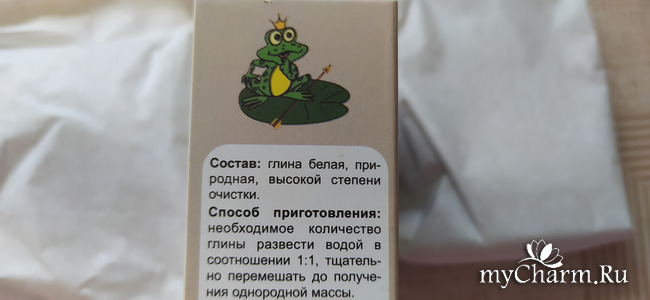 Состав: глина белая, при-
родная, высокой степени
очистки.
Способ приготовления:
необходимое количество
глины развести водой в
соотношении 1:1, тщатель-
но перемешать до получе-
ния однородной массы.
myCharm.Ru